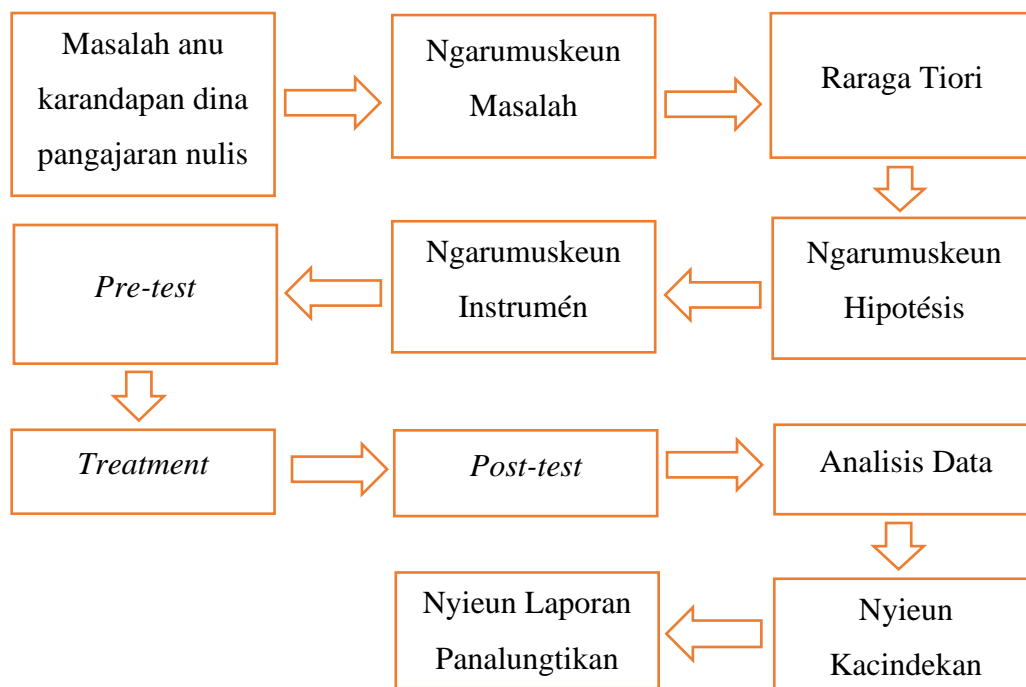 Masalah anu
karandapan dina
pangajaran nulis
Ngarumuskeun
Masalah
Raraga Tiori
Ngarumuskeun
Hipotésis
Ngarumuskeun
Instrumén
Pre-test
Treatment
Post-test
Analisis Data
Nyieun
Kacindekan
Nyieun Laporan
Panalungtikan